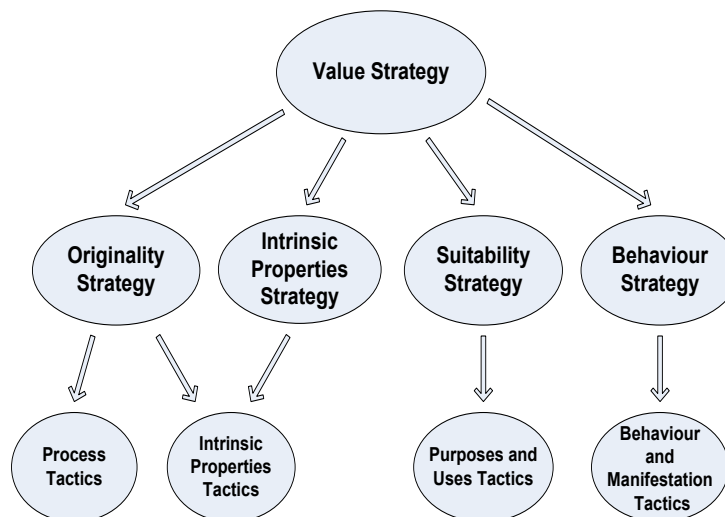 Value Strategy
Originality
Strategy
Intrinsic
Properties
Strategy
Suitability
Strategy
Behaviour
Strategy
Process
Tactics
Intrinsic
Properties
Tactics
Purposes and
Uses Tactics
Behaviour
and
Manifestation
Tactics